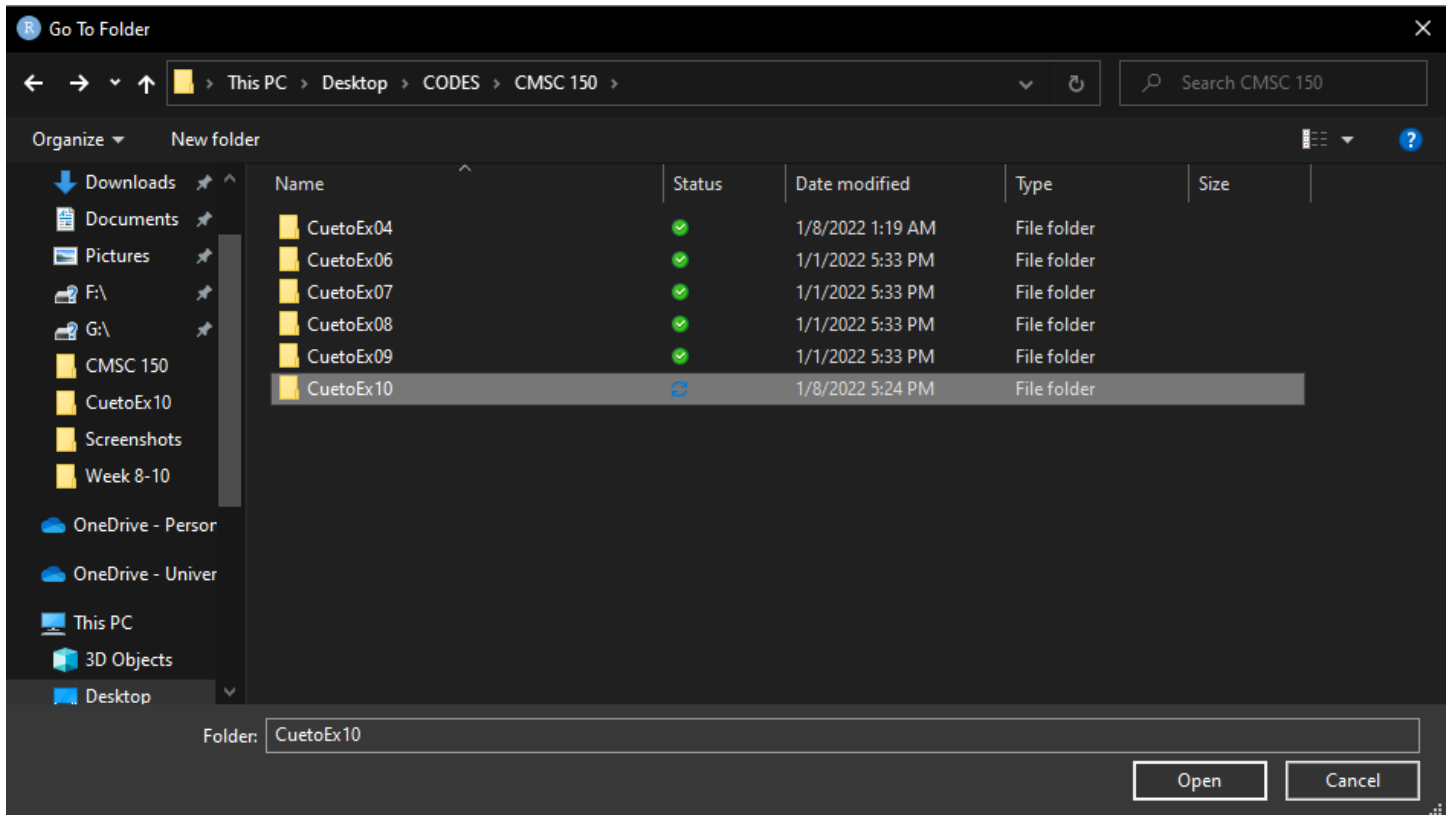 R Go To Folder
This PC > Desktop > CODES > CMSC 150 >
Search CMSC 150
Organize New folder
?
Downloads
Documents
Pictures
F:\
G:\
CMSC 150
CuetoEx10
Screenshots
Week 8-10
OneDrive - Person
OneDrive - Univer
This PC
3D Objects
Desktop
Name Status Date modified Type Size
CuetoEx04 1/8/2022 1:19 AM File folder
CuetoEx06 1/1/2022 5:33 PM File folder
CuetoEx07 1/1/2022 5:33 PM File folder
CuetoEx08 1/1/2022 5:33 PM File folder
CuetoEx09 1/1/2022 5:33 PM File folder
CuetoEx10 1/8/2022 5:24 PM File folder
Folder: CuetoEx10
Open Cancel